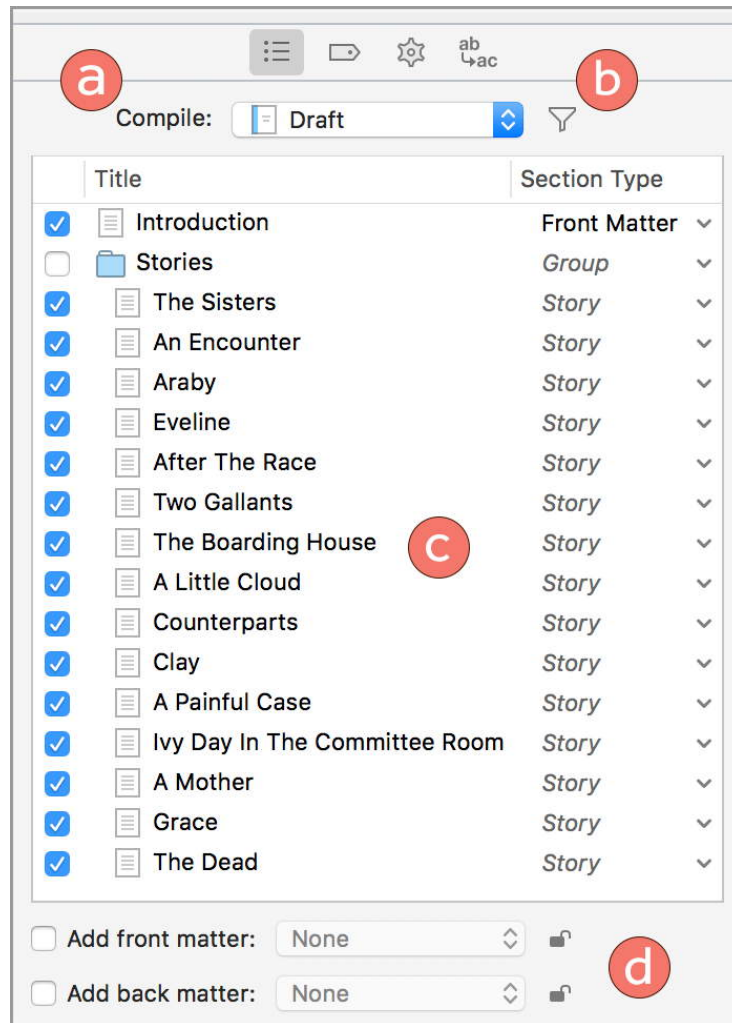 ab
ac
a
b
Compile: Draft
Title Section Type
Introduction Front Matter
Stories Group
The Sisters Story
An Encounter Story
Araby Story
Eveline Story
After The Race Story
Two Gallants Story
The Boarding House c Story
A Little Cloud Story
Counterparts Story
Clay Story
A Painful Case Story
Ivy Day In The Committee Room Story
A Mother Story
Grace Story
The Dead Story
Add front matter: None
d
Add back matter: None